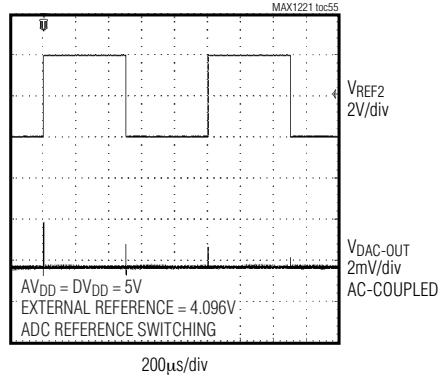 MAX1221 toc55
VREF2
2V/div
VDAC-OUT
2mV/div
AC-COUPLED
AVDD = DVDD = 5V
EXTERNAL REFERENCE = 4.096V
ADC REFERENCE SWITCHING
200µs/div